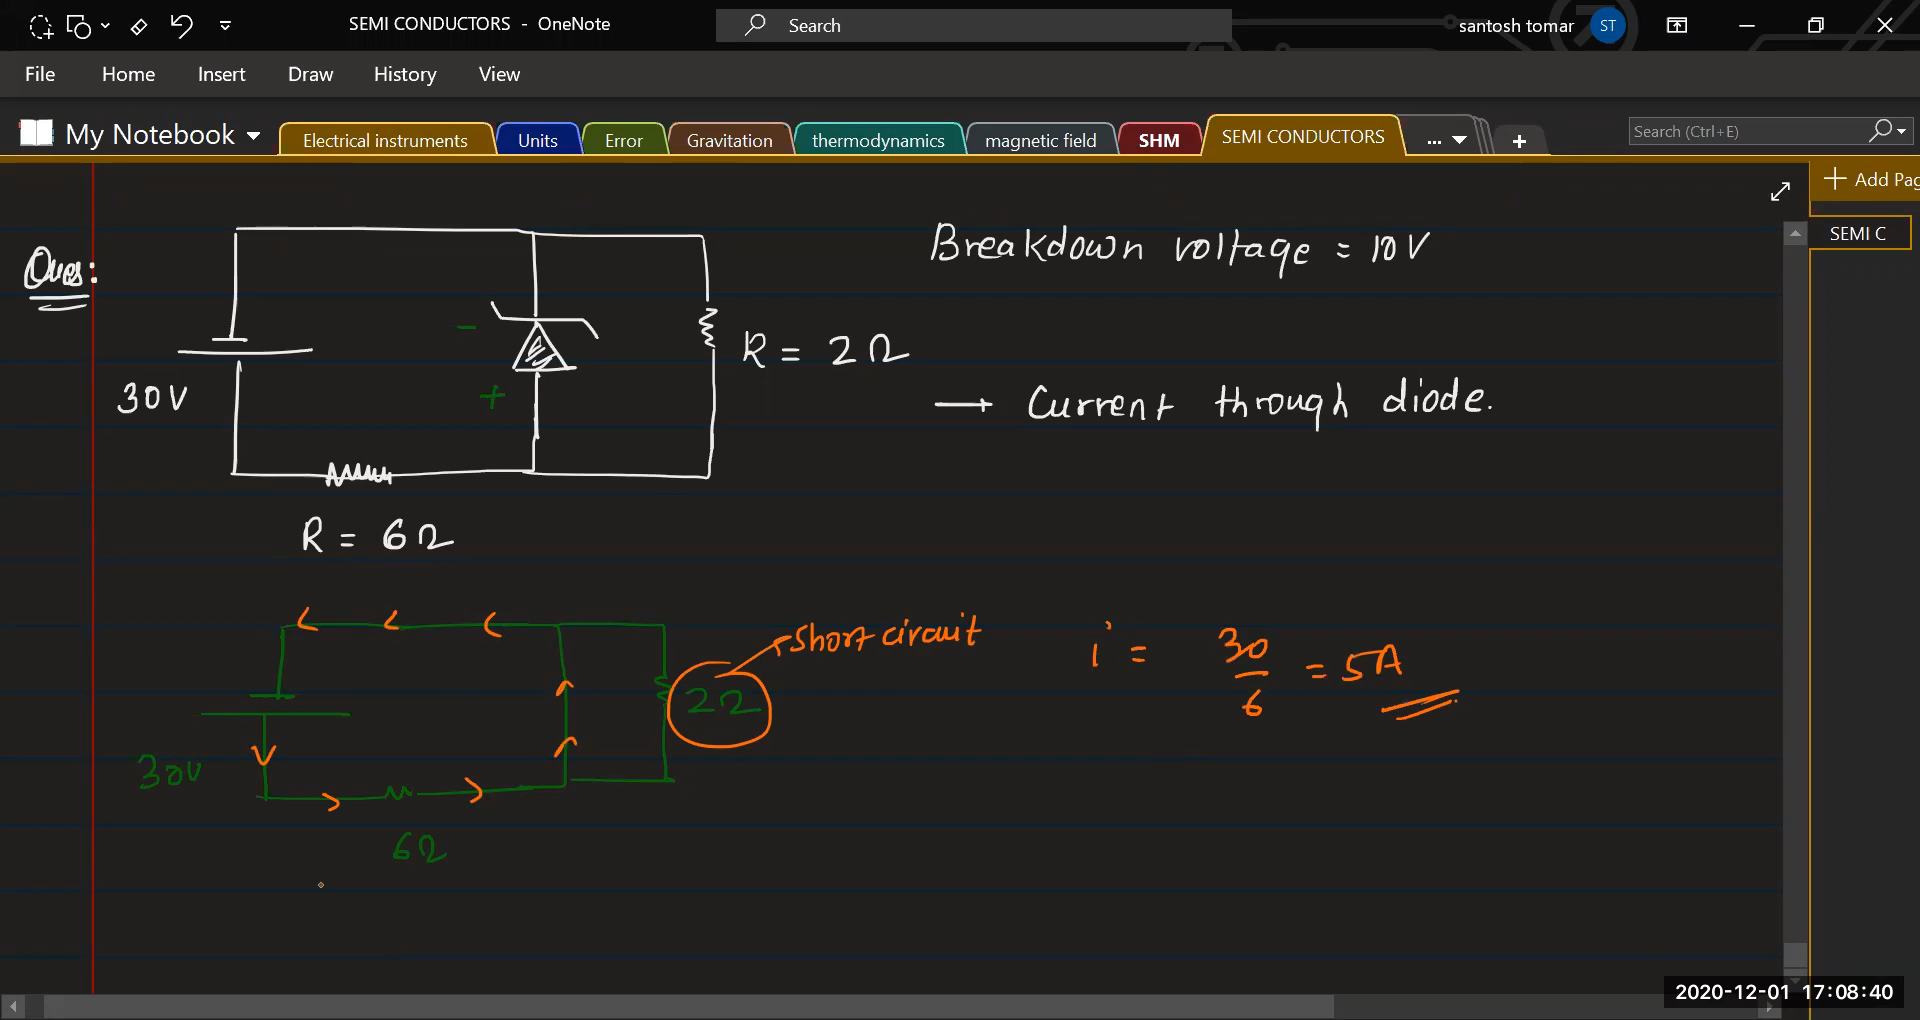 SEMI CONDUCTORS - OneNote
Search
santosh tomar
ST
File Home Insert Draw History View
My Notebook
Electrical instruments
Units
Error
Gravitation
thermodynamics
magnetic field
SHM
SEMI CONDUCTORS
...
Search (Ctrl+E)
Add Pag
SEMI C
Ques:
Breakdown voltage = 10V
-
+
R = 2Ω
30V
→ Current through diode.
R = 6Ω
short circuit
i = 30/6 = 5A
2Ω
30V
6Ω
2020-12-01 17:08:40